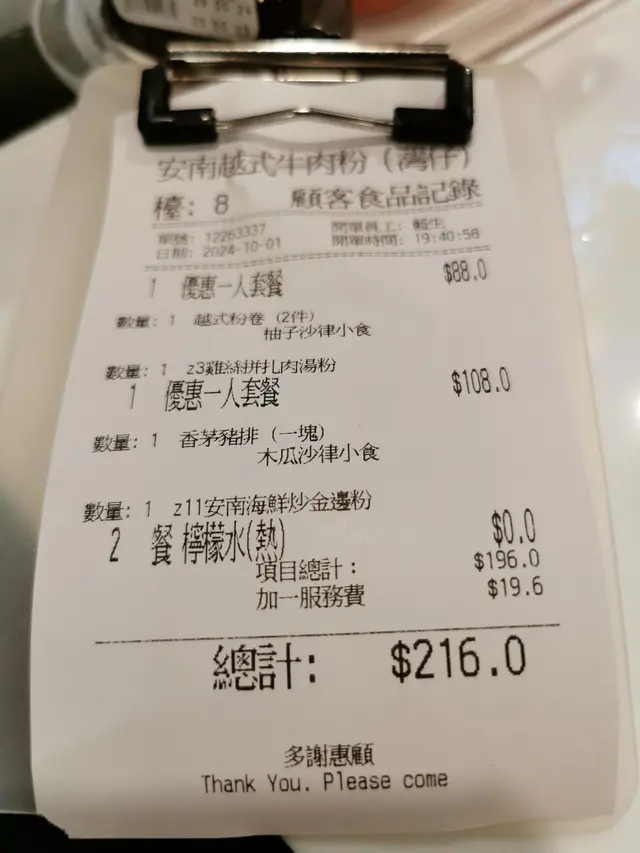 安南越式牛肉粉 (灣仔)
檯: 8 顧客食品記錄
單號: 12263337 開單員工: 賴生
日期: 2024-10-01 開單時間: 19:40:58
1 優惠一人套餐 $88.0
數量: 1 越式粉卷 (2件)
柚子沙律小食
數量: 1 z3雞絲拼扎肉湯粉
1 優惠一人套餐 $108.0
數量: 1 香茅豬排 (一塊)
木瓜沙律小食
數量: 1 z11安南海鮮炒金邊粉
2 餐 檸檬水(熱) $0.0
項目總計: $196.0
加一服務費 $19.6
總計: $216.0
多謝惠顧
Thank You. Please come